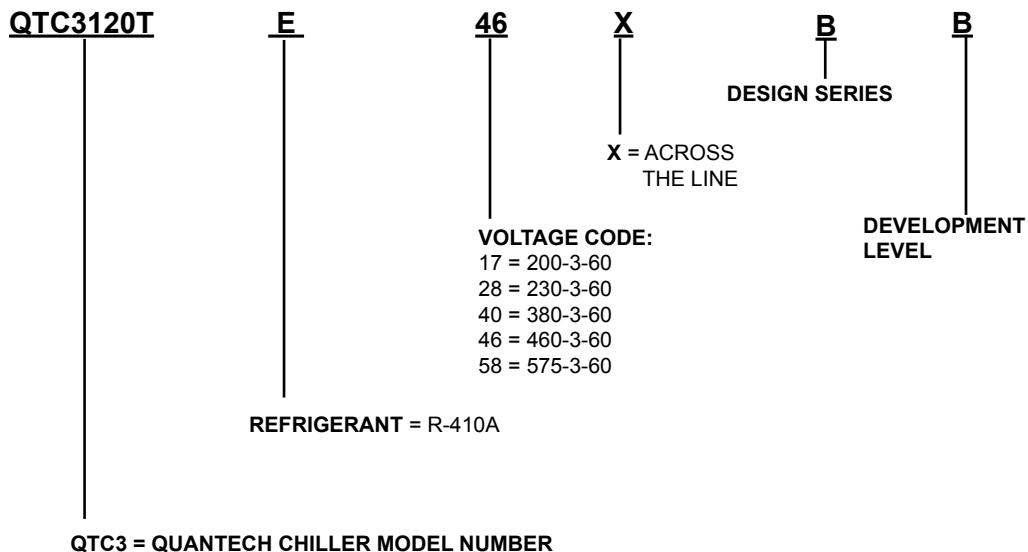 QTC3120T E 46 X B B
DESIGN SERIES
X = ACROSS
THE LINE
DEVELOPMENT
LEVEL
VOLTAGE CODE:
17 = 200-3-60
28 = 230-3-60
40 = 380-3-60
46 = 460-3-60
58 = 575-3-60
REFRIGERANT = R-410A
QTC3 = QUANTECH CHILLER MODEL NUMBER